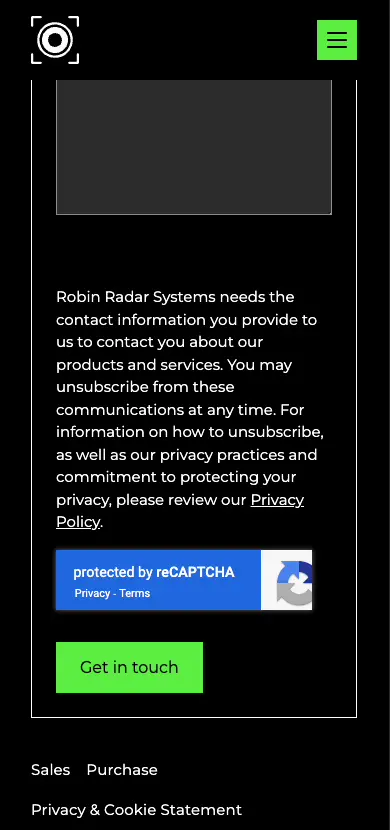 Robin Radar Systems needs the
contact information you provide to
us to contact you about our
products and services. You may
unsubscribe from these
communications at any time. For
information on how to unsubscribe,
as well as our privacy practices and
commitment to protecting your
privacy, please review our Privacy
Policy.
protected by reCAPTCHA
Privacy - Terms
Get in touch
Sales Purchase
Privacy & Cookie Statement